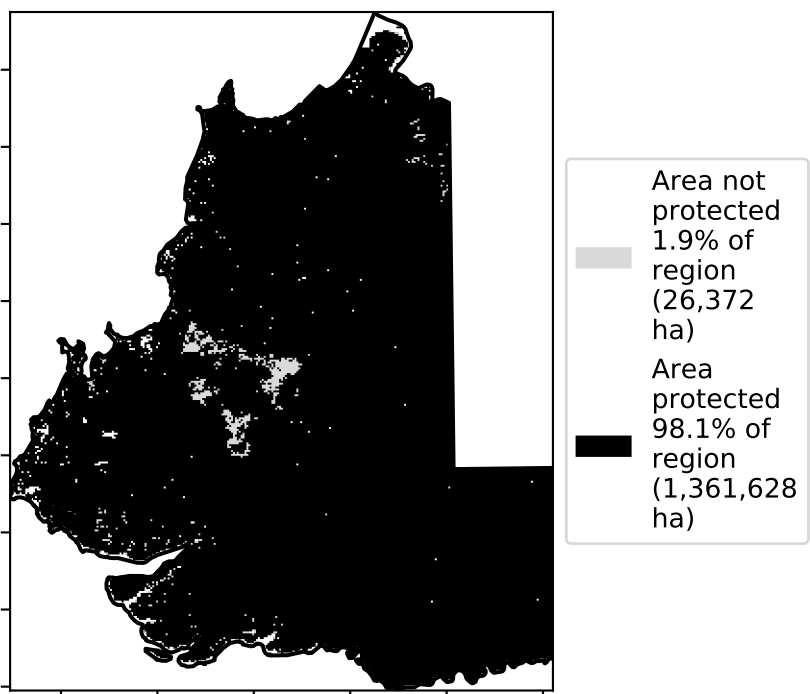 Area not
protected
1.9% of
region
(26,372
ha)
Area
protected
98.1% of
region
(1,361,628
ha)